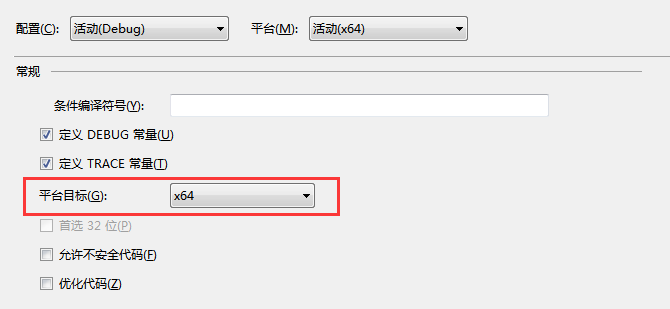 配置(C): 活动(Debug) 平台(M): 活动(x64)
常规
条件编译符号(Y):
定义 DEBUG 常量(U)
定义 TRACE 常量(T)
平台目标(G): x64
首选 32 位(P)
允许不安全代码(F)
优化代码(Z)